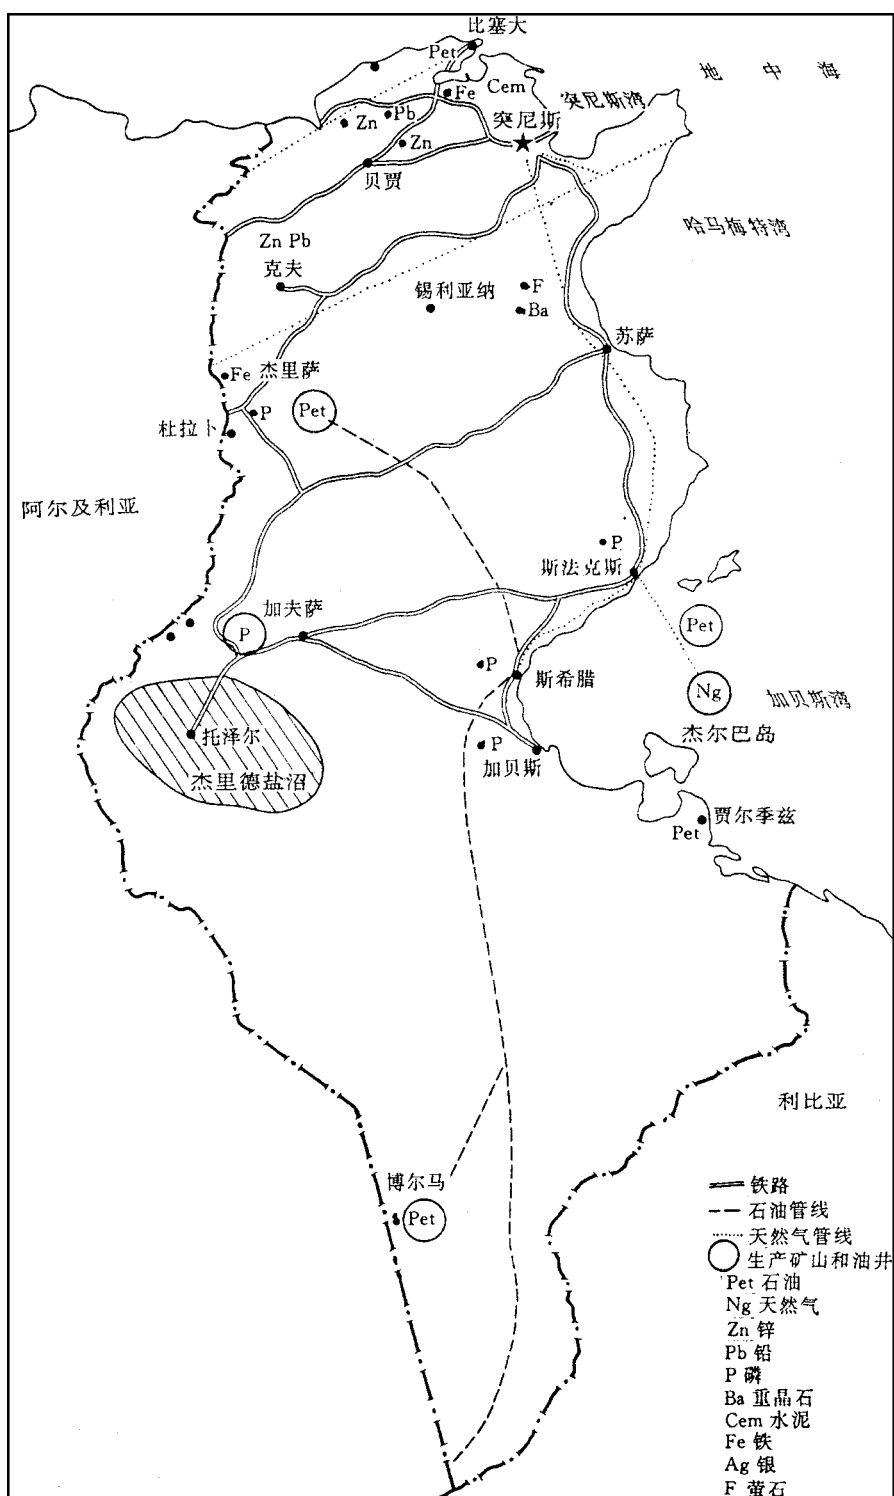 比塞大
Pet
地中海
Cem
Fe
突尼斯湾
Pb
Zn
突尼斯
Zn
贝贾
哈马梅特湾
Zn Pb
克夫
锡利亚纳
F
Ba
苏萨
Fe 杰里萨
P
Pet
杜拉卜
阿尔及利亚
P
斯法克斯
加夫萨
P
Pet
P
斯希腊
Ng
加贝斯湾
托泽尔
P
杰尔巴岛
加贝斯
杰里德盐沼
贾尔季兹
Pet
利比亚
博尔马
Pet
铁路
石油管线
天然气管线
生产矿山和油井
Pet 石油
Ng 天然气
Zn 锌
Pb 铅
P 磷
Ba 重晶石
Cem 水泥
Fe 铁
Ag 银
F 萤石